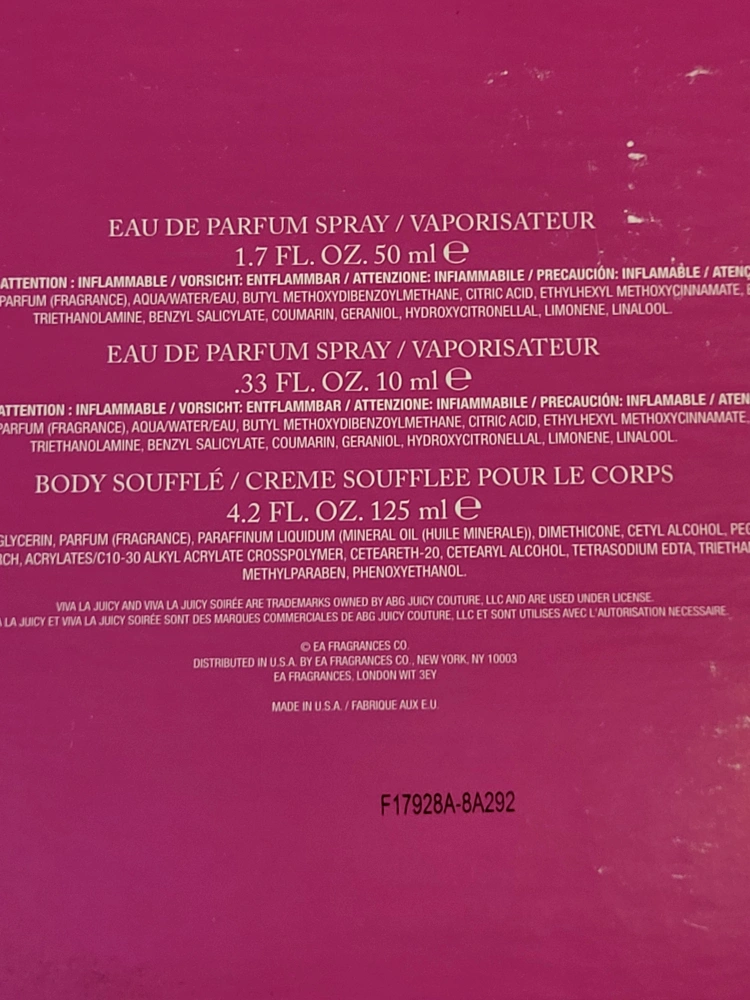 EAU DE PARFUM SPRAY / VAPORISATEUR
1.7 FL. OZ. 50 ml ℮
ATTENTION : INFLAMMABLE / VORSICHT: ENTFLAMMBAR / ATTENZIONE: INFIAMMABILE / PRECAUCIÓN: INFLAMABLE / ATENÇ
PARFUM (FRAGRANCE), AQUA/WATER/EAU, BUTYL METHOXYDIBENZOYLMETHANE, CITRIC ACID, ETHYLHEXYL METHOXYCINNAMATE,
TRIETHANOLAMINE, BENZYL SALICYLATE, COUMARIN, GERANIOL, HYDROXYCITRONELLAL, LIMONENE, LINALOOL.
EAU DE PARFUM SPRAY / VAPORISATEUR
.33 FL. OZ. 10 ml ℮
ATTENTION : INFLAMMABLE / VORSICHT: ENTFLAMMBAR / ATTENZIONE: INFIAMMABILE / PRECAUCIÓN: INFLAMABLE / ATEN
PARFUM (FRAGRANCE), AQUA/WATER/EAU, BUTYL METHOXYDIBENZOYLMETHANE, CITRIC ACID, ETHYLHEXYL METHOXYCINNAMATE,
TRIETHANOLAMINE, BENZYL SALICYLATE, COUMARIN, GERANIOL, HYDROXYCITRONELLAL, LIMONENE, LINALOOL.
BODY SOUFFLÉ / CREME SOUFFLEE POUR LE CORPS
4.2 FL. OZ. 125 ml ℮
GLYCERIN, PARFUM (FRAGRANCE), PARAFFINUM LIQUIDUM (MINERAL OIL (HUILE MINERALE)), DIMETHICONE, CETYL ALCOHOL, PEG
RCH, ACRYLATES/C10-30 ALKYL ACRYLATE CROSSPOLYMER, CETEARETH-20, CETEARYL ALCOHOL, TETRASODIUM EDTA, TRIETHA
METHYLPARABEN, PHENOXYETHANOL.
VIVA LA JUICY AND VIVA LA JUICY SOIRÉE ARE TRADEMARKS OWNED BY ABG JUICY COUTURE, LLC AND ARE USED UNDER LICENSE.
LA JUICY ET VIVA LA JUICY SOIRÉE SONT DES MARQUES COMMERCIALES DE ABG JUICY COUTURE, LLC ET SONT UTILISES AVEC L'AUTORISATION NECESSAIRE.
© EA FRAGRANCES CO.
DISTRIBUTED IN U.S.A. BY EA FRAGRANCES CO., NEW YORK, NY 10003
EA FRAGRANCES, LONDON W1T 3EY
MADE IN U.S.A. / FABRIQUE AUX E.U.
F17928A-8A292